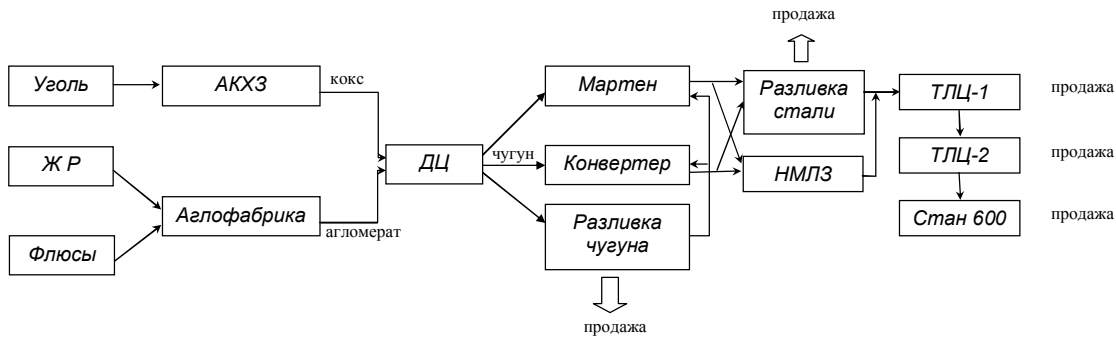 продажа
Уголь
АКХЗ
кокс
Мартен
Разливка
стали
ТЛЦ-1
продажа
Ж Р
ДЦ
чугун
Конвертер
НМЛЗ
ТЛЦ-2
продажа
Аглофабрика
агломерат
Разливка
чугуна
Стан 600
продажа
Флюсы
продажа